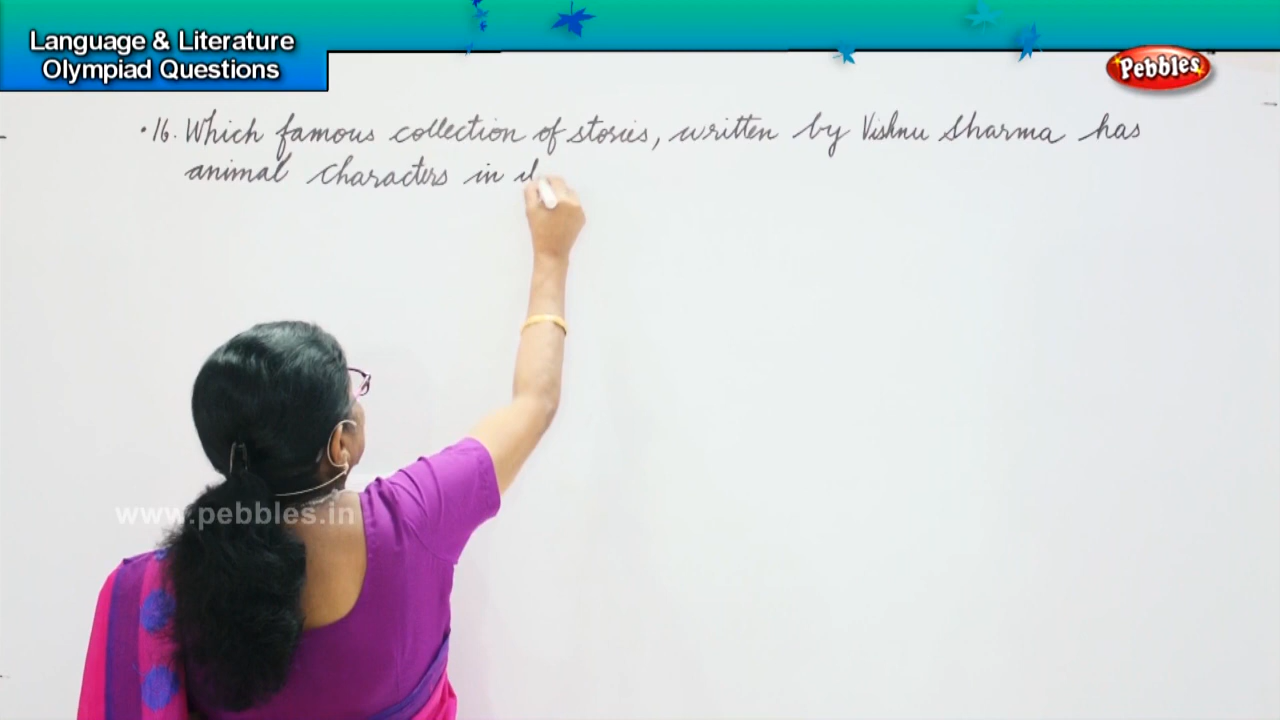 Language & Literature
Olympiad Questions
Pebbles
• 16. Which famous collection of stories, written by Vishnu Sharma has
animal characters in
www.pebbles.in